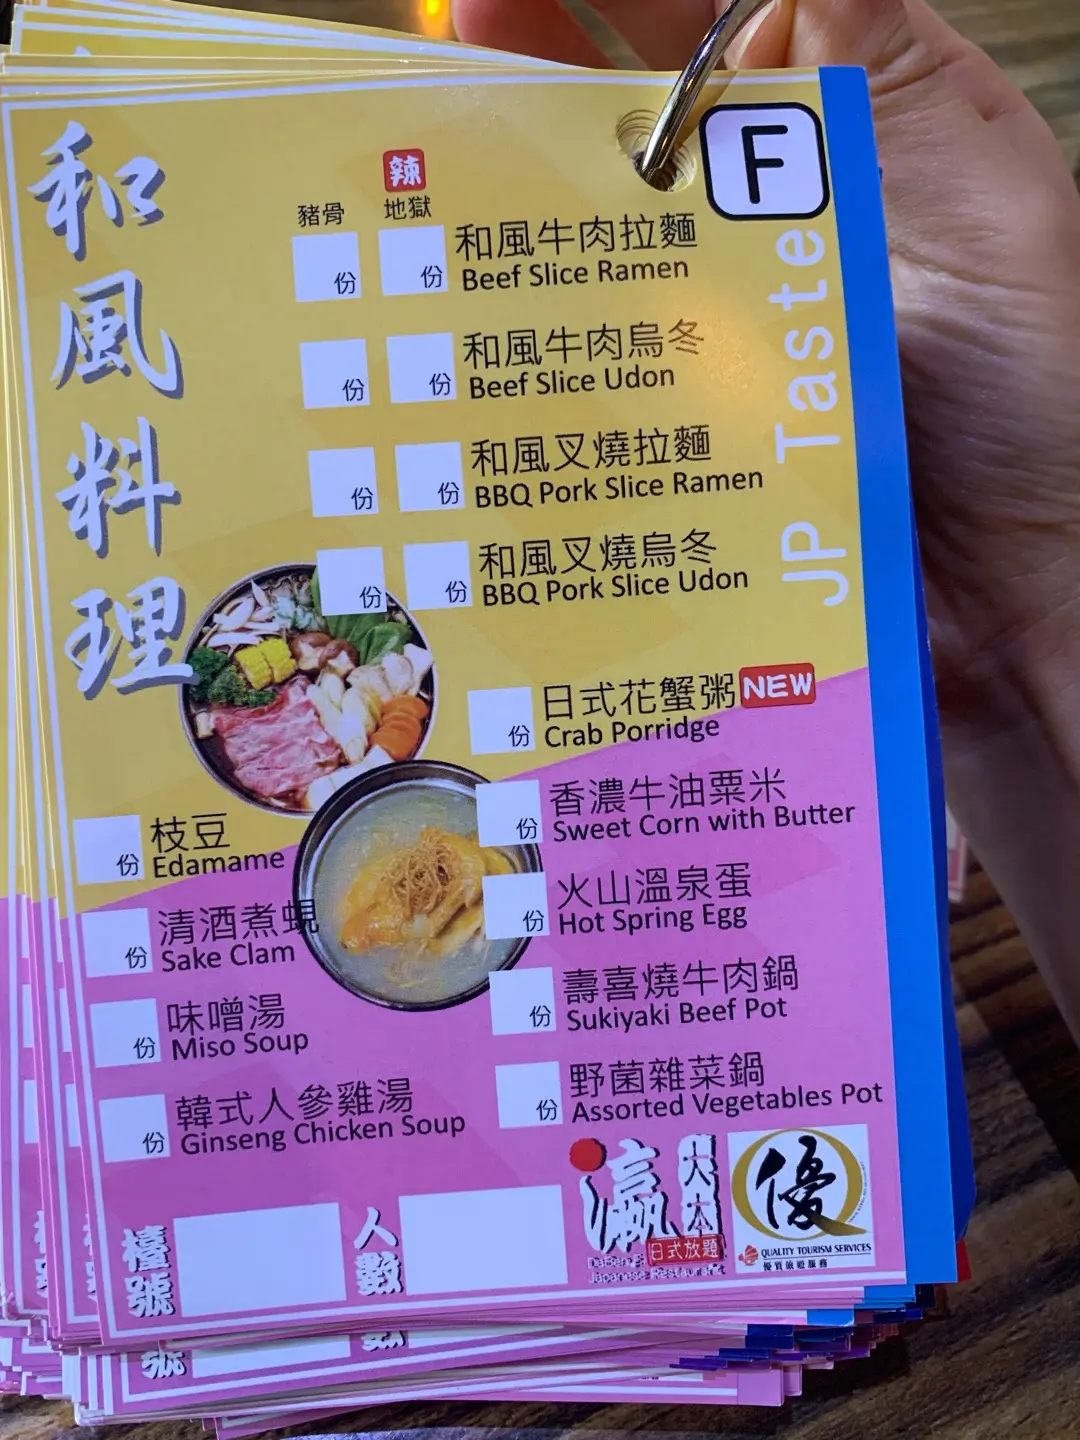 和風料理
F
JP Taste
辣
豬骨
地獄
份
份
和風牛肉拉麵
Beef Slice Ramen
份
份
和風牛肉烏冬
Beef Slice Udon
份
份
和風叉燒拉麵
BBQ Pork Slice Ramen
份
份
和風叉燒烏冬
BBQ Pork Slice Udon
份
日式花蟹粥 NEW
Crab Porridge
份
香濃牛油粟米
Sweet Corn with Butter
份
火山溫泉蛋
Hot Spring Egg
份
壽喜燒牛肉鍋
Sukiyaki Beef Pot
份
野菌雜菜鍋
Assorted Vegetables Pot
份
枝豆
Edamame
份
清酒煮蜆
Sake Clam
份
味噌湯
Miso Soup
份
韓式人參雞湯
Ginseng Chicken Soup
檯號
人數
瀛
大本
日式放題
Japanese Restaurant
優
QUALITY TOURISM SERVICES
優質旅遊服務
號